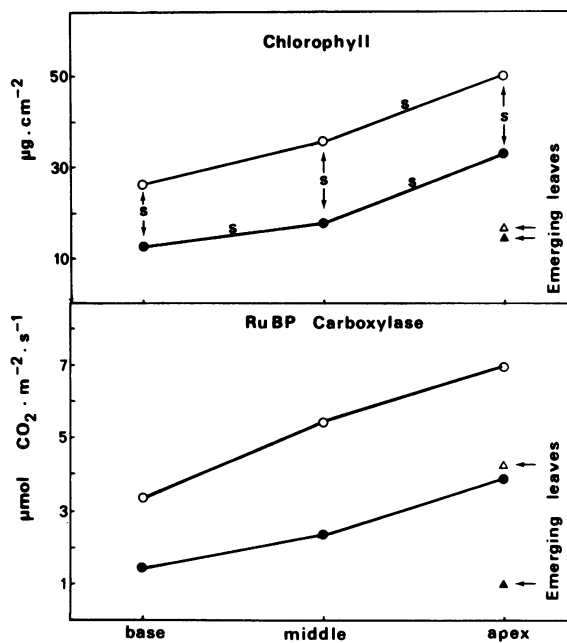 Chlorophyll
µg.cm⁻²
50
30
10
s
s
s
s
s
s
Emerging leaves
RuBP Carboxylase
µmol CO₂ · m⁻² · s⁻¹
7
5
3
1
Emerging leaves
base middle apex